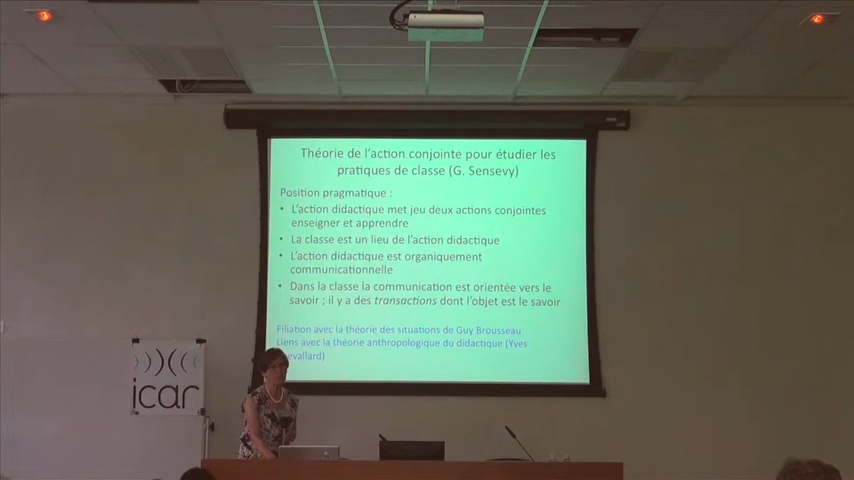 Théorie de l'action conjointe pour étudier les
pratiques de classe (G. Sensevy)
Position pragmatique :
• L'action didactique met jeu deux actions conjointes
enseigner et apprendre
• La classe est un lieu de l'action didactique
• L'action didactique est organiquement
communicationnelle
• Dans la classe la communication est orientée vers le
savoir ; il y a des transactions dont l'objet est le savoir
Filiation avec la théorie des situations de Guy Brousseau
Liens avec la théorie anthropologique du didactique (Yves
evallard)
icar